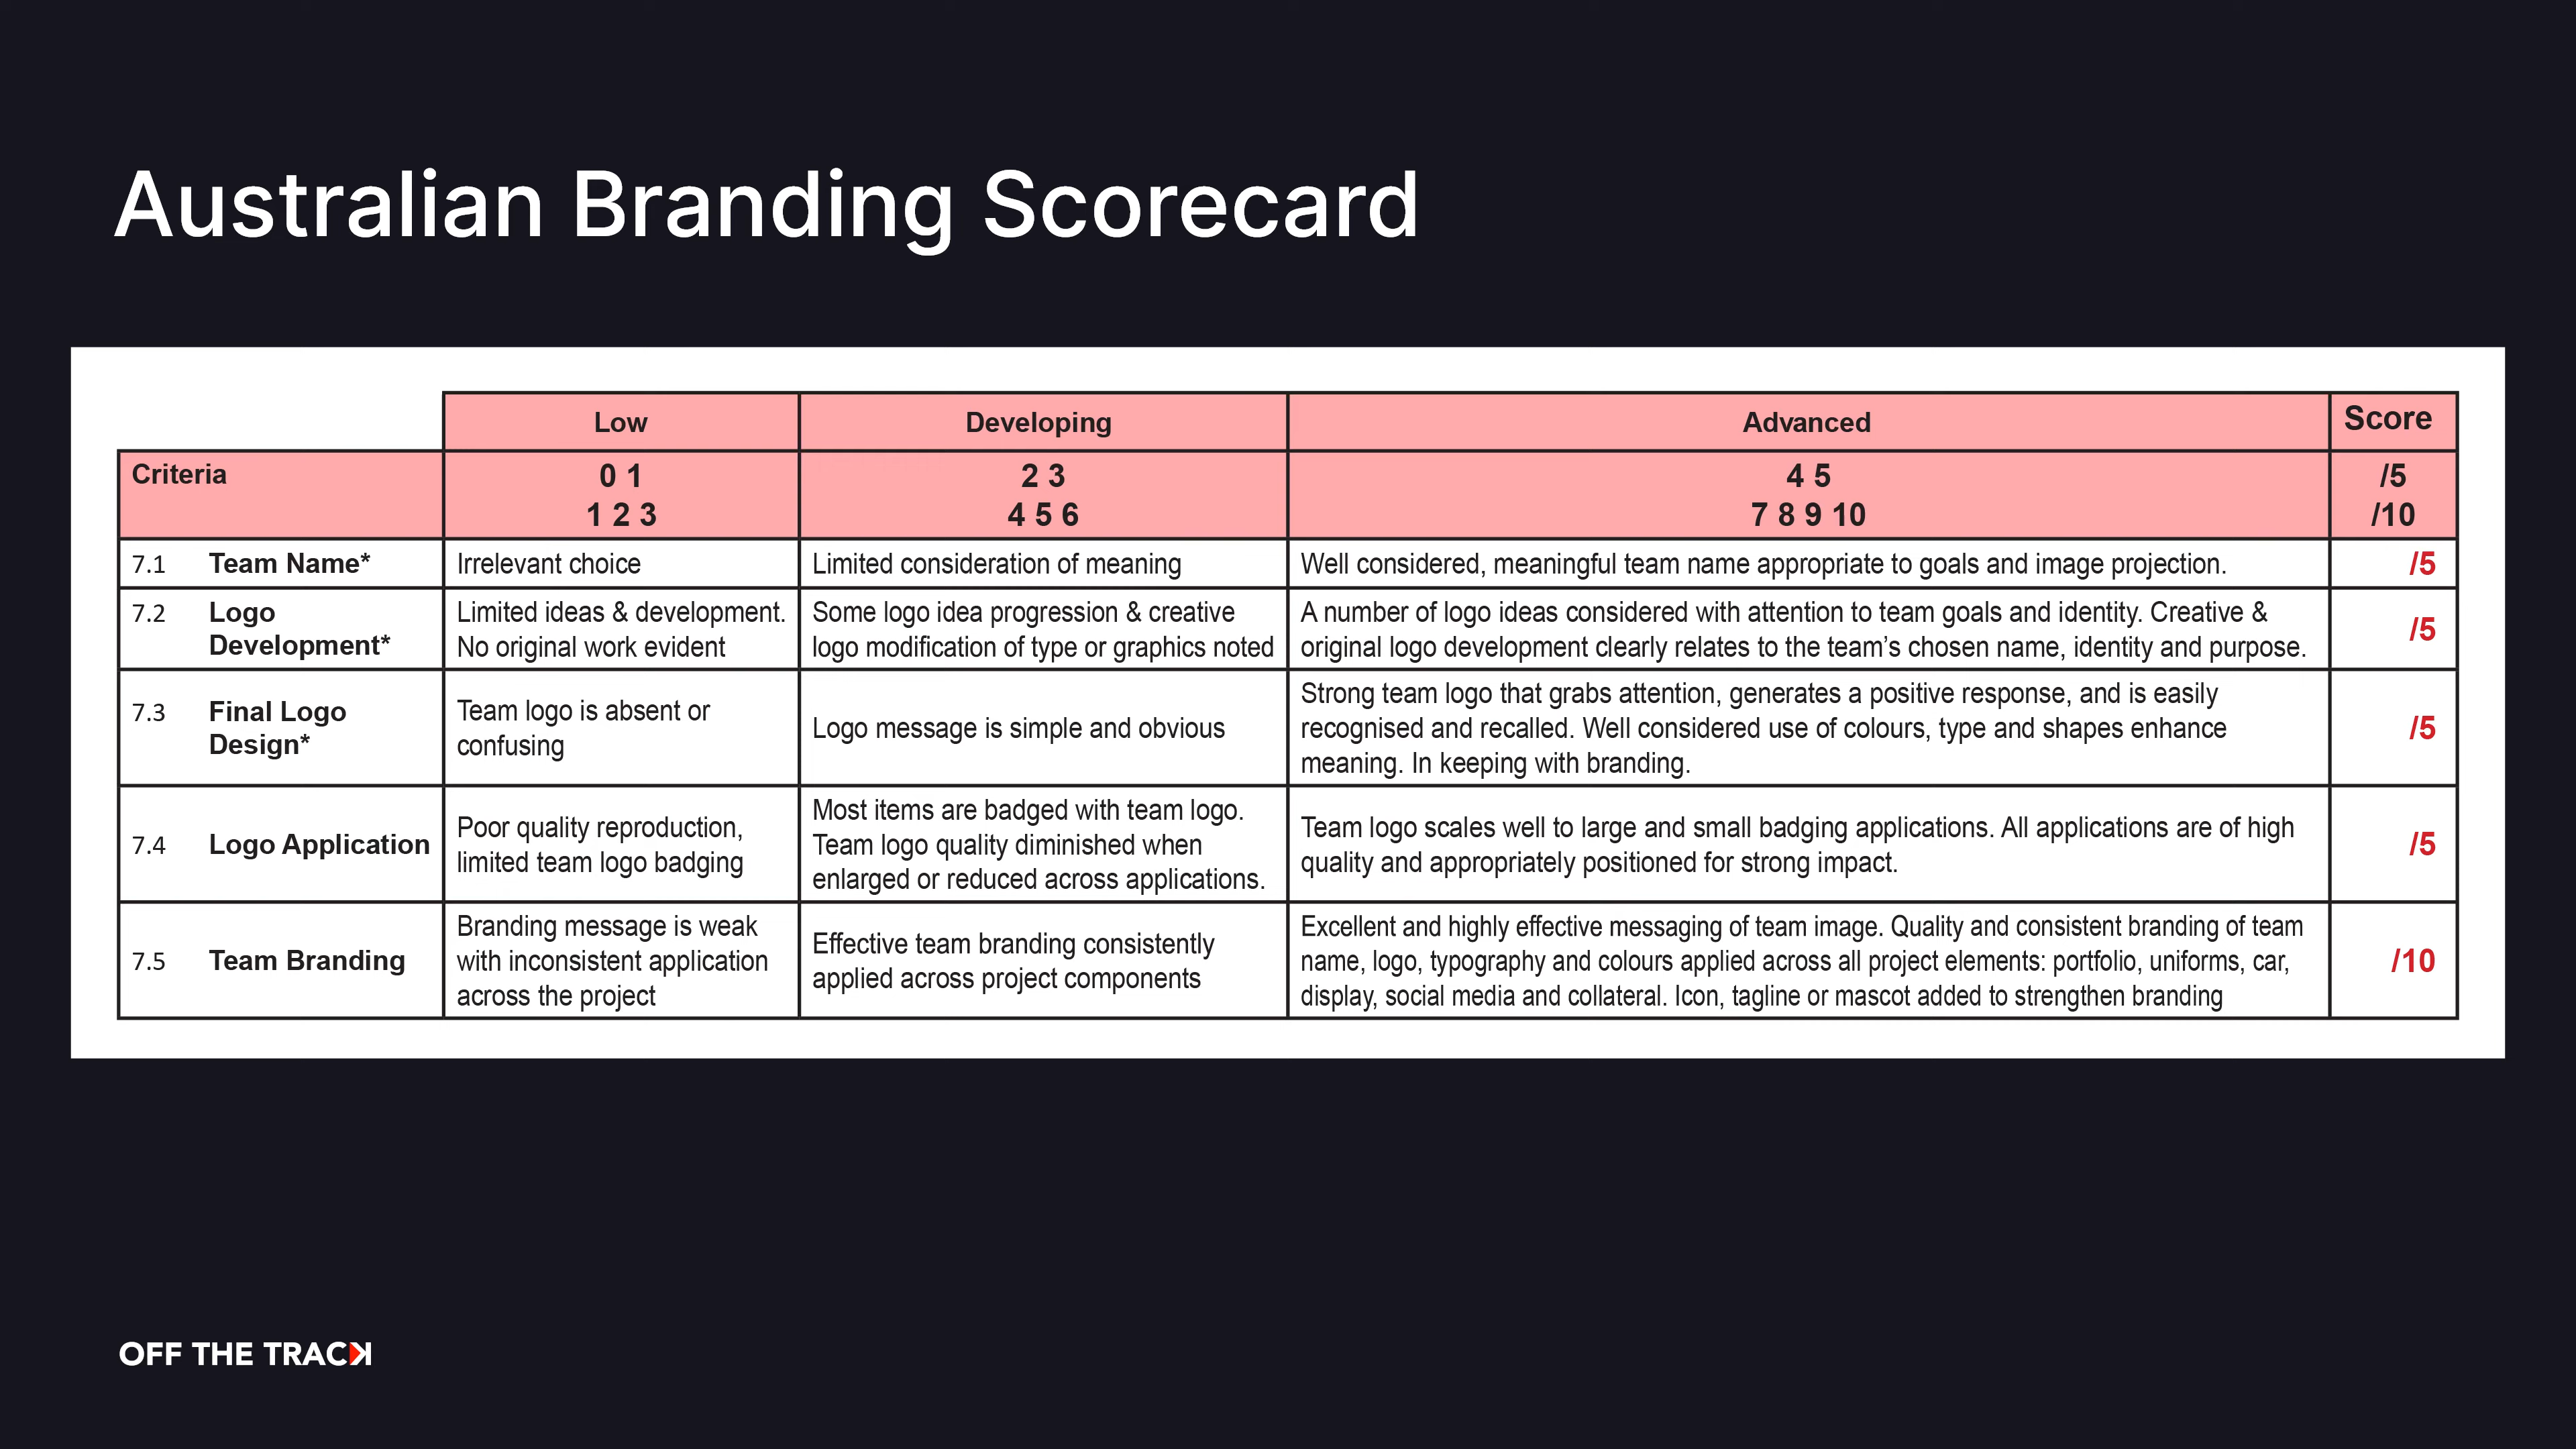 Australian Branding Scorecard
Low
Developing
Advanced
Score
Criteria
0 1
1 2 3
2 3
4 5 6
4 5
7 8 9 10
/5
/10
7.1 Team Name*
Irrelevant choice
Limited consideration of meaning
Well considered, meaningful team name appropriate to goals and image projection.
/5
7.2 Logo
Development*
Limited ideas & development.
No original work evident
Some logo idea progression & creative
logo modification of type or graphics noted
A number of logo ideas considered with attention to team goals and identity. Creative &
original logo development clearly relates to the team's chosen name, identity and purpose.
/5
7.3 Final Logo
Design*
Team logo is absent or
confusing
Logo message is simple and obvious
Strong team logo that grabs attention, generates a positive response, and is easily
recognised and recalled. Well considered use of colours, type and shapes enhance
meaning. In keeping with branding.
/5
7.4 Logo Application
Poor quality reproduction,
limited team logo badging
Most items are badged with team logo.
Team logo quality diminished when
enlarged or reduced across applications.
Team logo scales well to large and small badging applications. All applications are of high
quality and appropriately positioned for strong impact.
/5
7.5 Team Branding
Branding message is weak
with inconsistent application
across the project
Effective team branding consistently
applied across project components
Excellent and highly effective messaging of team image. Quality and consistent branding of team
name, logo, typography and colours applied across all project elements: portfolio, uniforms, car,
display, social media and collateral. Icon, tagline or mascot added to strengthen branding
/10
OFF THE TRACK